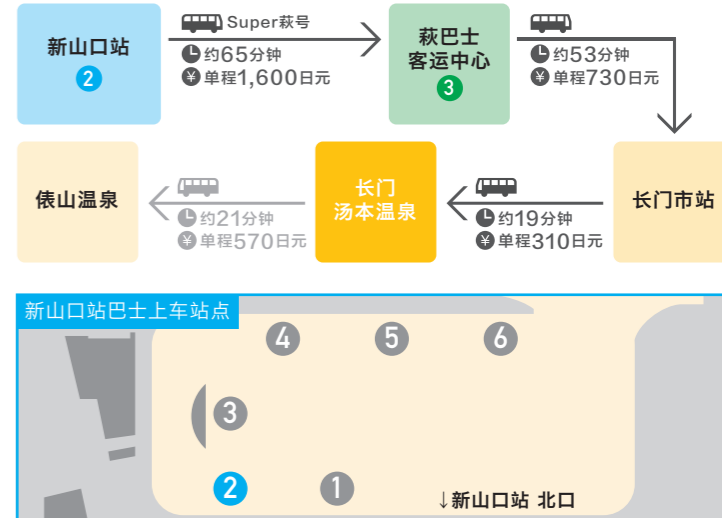 新山口站
2
Super萩号
约65分钟
¥ 单程1,600日元
萩巴士
客运中心
3
约53分钟
¥ 单程730日元
长门市站
约19分钟
¥ 单程310日元
长门
汤本温泉
约21分钟
¥ 单程570日元
俵山温泉
新山口站巴士上车站点
4
5
6
3
2
1
↓新山口站 北口